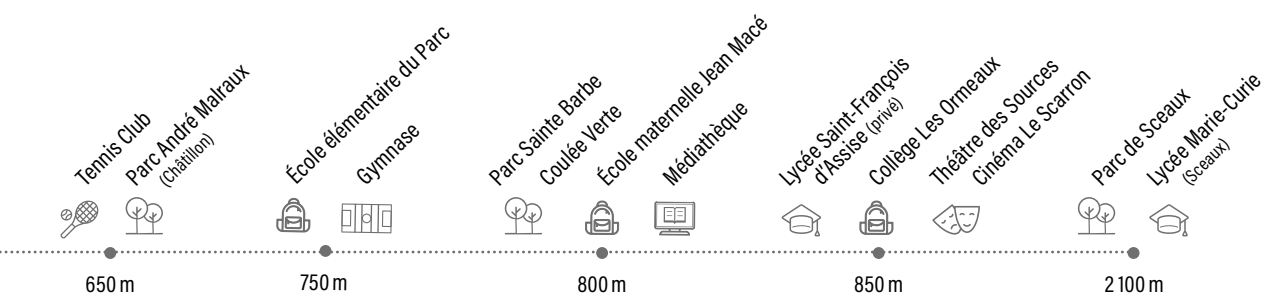 Tennis Club
Parc André Malraux
(Châtillon)
École élémentaire du Parc
Gymnase
Parc Sainte Barbe
Coulée Verte
École maternelle Jean Macé
Médiathèque
Lycée Saint-François
d'Assise (privé)
Collège Les Ormeaux
Théâtre des Sources
Cinéma Le Scarron
Parc de Sceaux
Lycée Marie-Curie
(Sceaux)
650 m
750 m
800 m
850 m
2 100 m